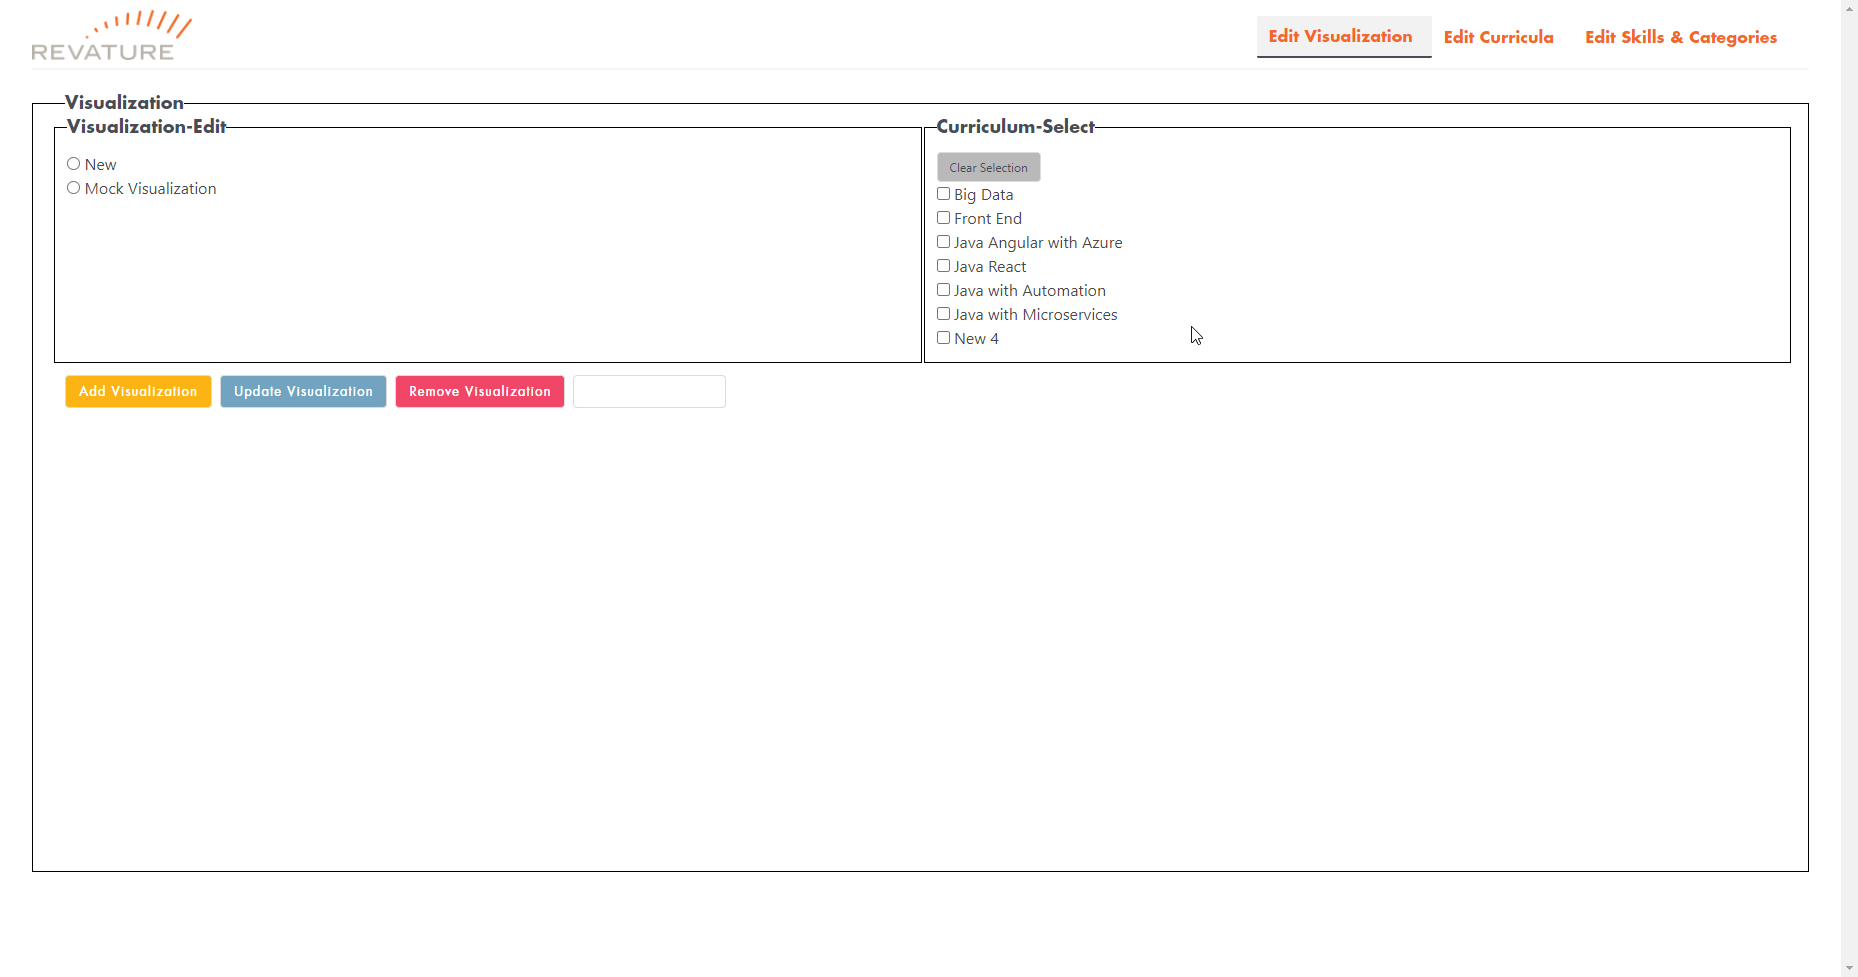 REVATURE
Edit Visualization
Edit Curricula
Edit Skills & Categories
Visualization
Visualization-Edit
New
Mock Visualization
Curriculum-Select
Clear Selection
Big Data
Front End
Java Angular with Azure
Java React
Java with Automation
Java with Microservices
New 4
Add Visualization
Update Visualization
Remove Visualization